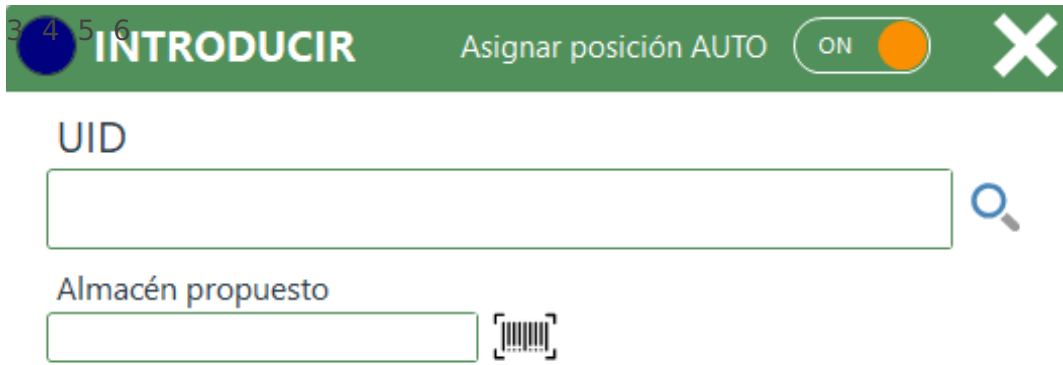 3 4 5 6
INTRODUCIR Asignar posición AUTO ON
UID
Almacén propuesto